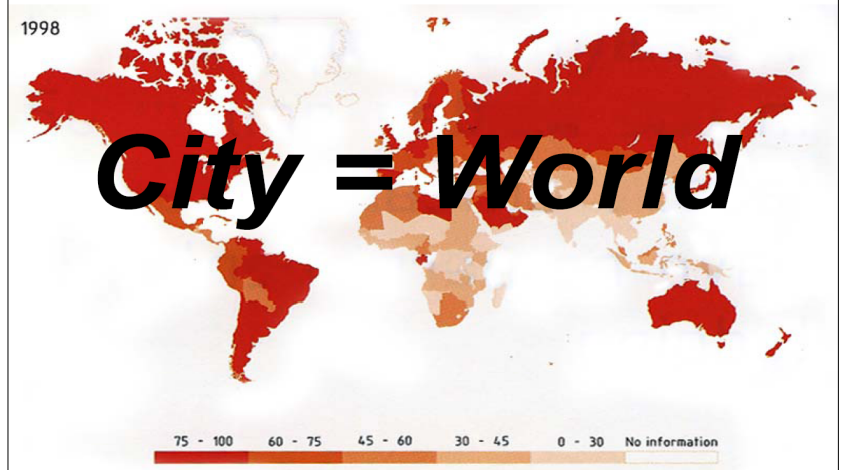 1998
City = World
75 - 100 60 - 75 45 - 60 30 - 45 0 - 30 No information